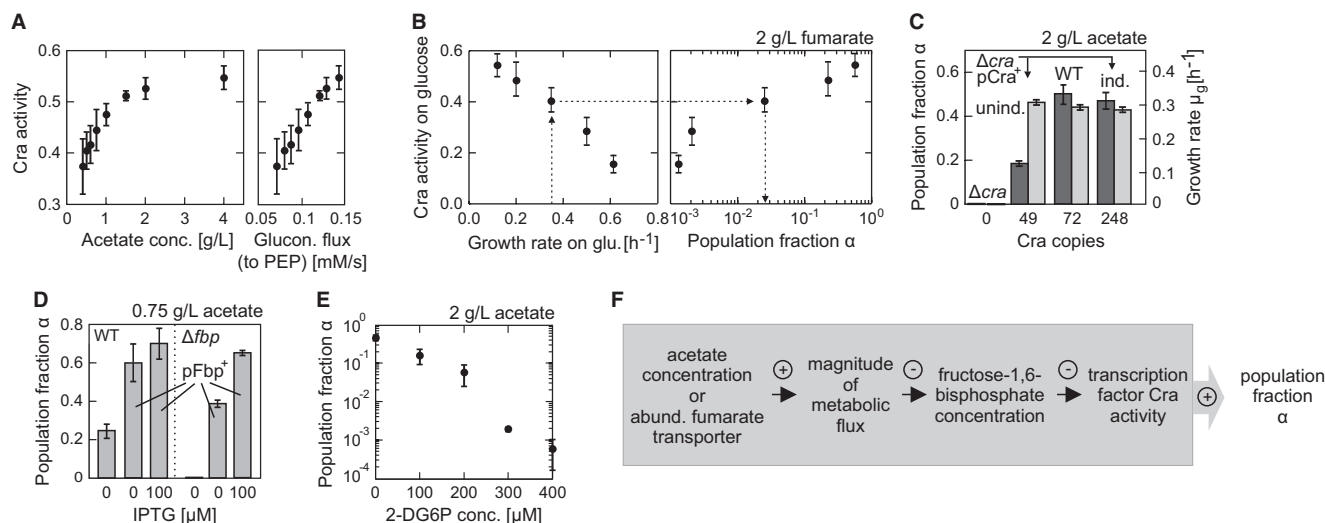 A
Cra activity
0.6
0.5
0.4
0.3
0 1 2 3 4
Acetate conc. [g/L]
0.05 0.10 0.15
Glucon. flux
(to PEP) [mM/s]
B
2 g/L fumarate
Cra activity on glucose
0.6
0.4
0.2
0
0 0.2 0.4 0.6 0.8
Growth rate on glu. [h-1]
10-3 10-2 10-1 100
Population fraction α
C
2 g/L acetate
Population fraction α
0.6
0.4
0.2
0
Δcra
pCra+
WT
ind.
unind.
Δcra
0 49 72 248
Cra copies
0.4
0.3
0.2
0.1
0
Growth rate μg[h-1]
D
0.75 g/L acetate
Population fraction α
0.8
0.6
0.4
0.2
0
WT
Δfbp
pFbp+
0 0 100 0 0 100
IPTG [μM]
E
2 g/L acetate
Population fraction α
100
10-1
10-2
10-3
10-4
0 100 200 300 400
2-DG6P conc. [μM]
F
acetate
concentration
or
abund. fumarate
transporter
+
magnitude
of
metabolic
flux
-
fructose-1,6-
bisphosphate
concentration
-
transcription
factor Cra
activity
+
population
fraction
α